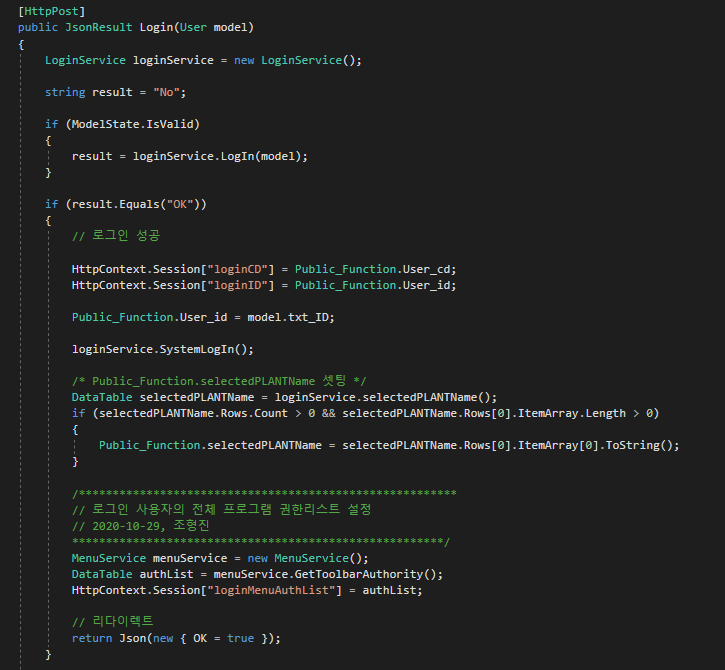 [HttpPost]
public JsonResult Login(User model)
{
LoginService loginService = new LoginService();
string result = "No";
if (ModelState.IsValid)
{
result = loginService.LogIn(model);
}
if (result.Equals("OK"))
{
// 로그인 성공
HttpContext.Session["loginCD"] = Public_Function.User_cd;
HttpContext.Session["loginID"] = Public_Function.User_id;
Public_Function.User_id = model.txt_ID;
loginService.SystemLogIn();
/* Public_Function.selectedPLANTName 셋팅 */
DataTable selectedPLANTName = loginService.selectedPLANTName();
if (selectedPLANTName.Rows.Count > 0 && selectedPLANTName.Rows[0].ItemArray.Length > 0)
{
Public_Function.selectedPLANTName = selectedPLANTName.Rows[0].ItemArray[0].ToString();
}
/********************************************************
// 로그인 사용자의 전체 프로그램 권한리스트 설정
// 2020-10-29, 조형진
*******************************************************/
MenuService menuService = new MenuService();
DataTable authList = menuService.GetToolbarAuthority();
HttpContext.Session["loginMenuAuthList"] = authList;
// 리다이렉트
return Json(new { OK = true });
}